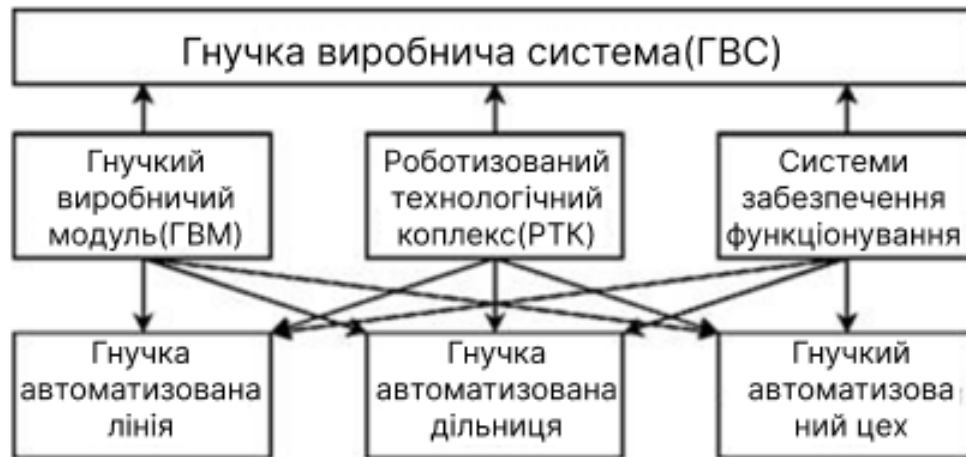 Гнучка виробнича система(ГВС)
Гнучкий
виробничий
модуль(ГВМ)
Роботизований
технологічний
коплекс(РТК)
Системи
забезпечення
функціонування
Гнучка
автоматизована
лінія
Гнучка
автоматизована
дільниця
Гнучкий
автоматизова
ний цех